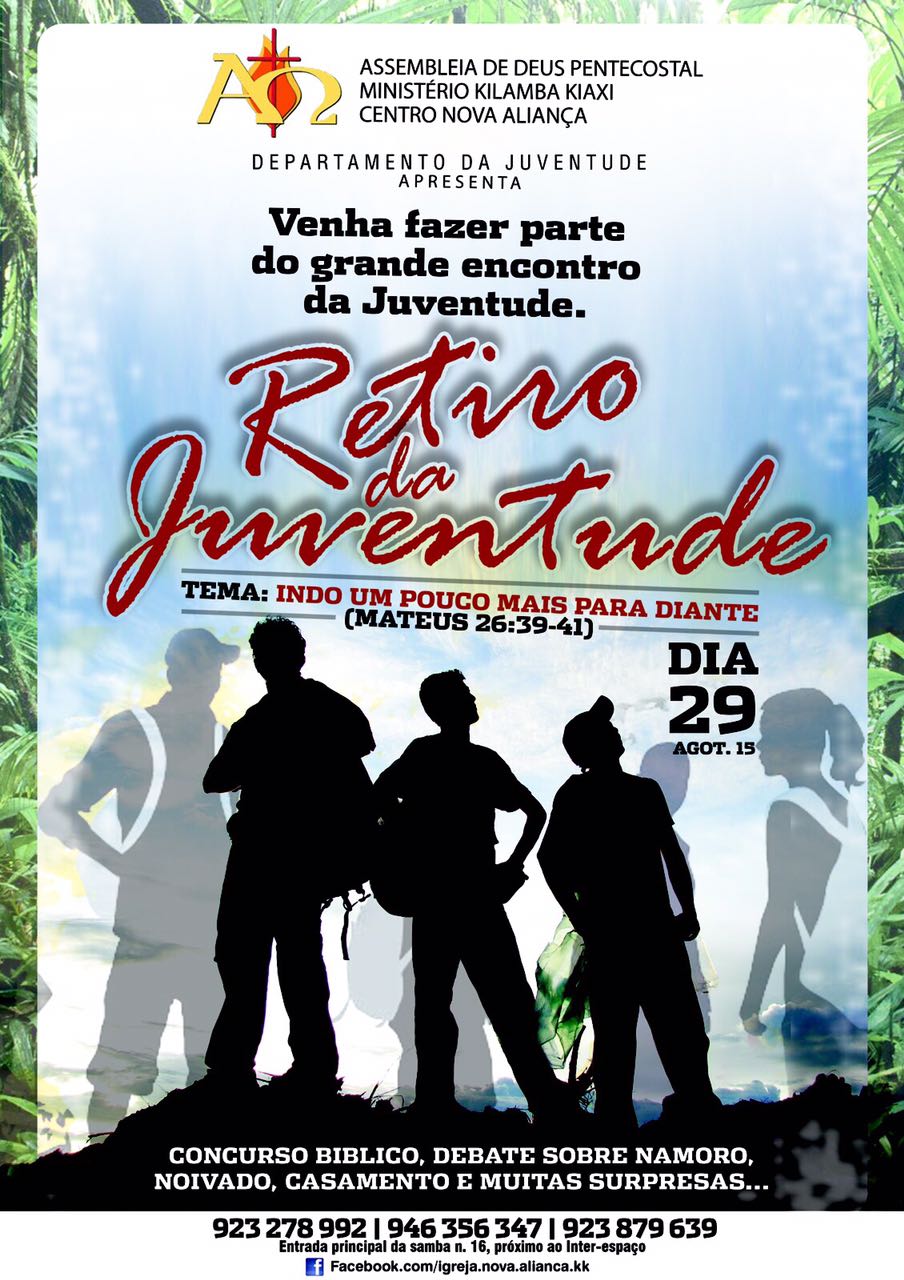 ΑΩ
ASSEMBLEIA DE DEUS PENTECOSTAL
MINISTÉRIO KILAMBA KIAXI
CENTRO NOVA ALIANÇA
DEPARTAMENTO DA JUVENTUDE
APRESENTA
Venha fazer parte
do grande encontro
da Juventude.
Retiro
da
Juventude
TEMA: INDO UM POUCO MAIS PARA DIANTE
(MATEUS 26:39-41)
DIA
29
AGOT. 15
CONCURSO BIBLICO, DEBATE SOBRE NAMORO,
NOIVADO, CASAMENTO E MUITAS SURPRESAS...
923 278 992 | 946 356 347 | 923 879 639
Entrada principal da samba n. 16, próximo ao Inter-espaço
f Facebook.com/igreja.nova.alianca.kk